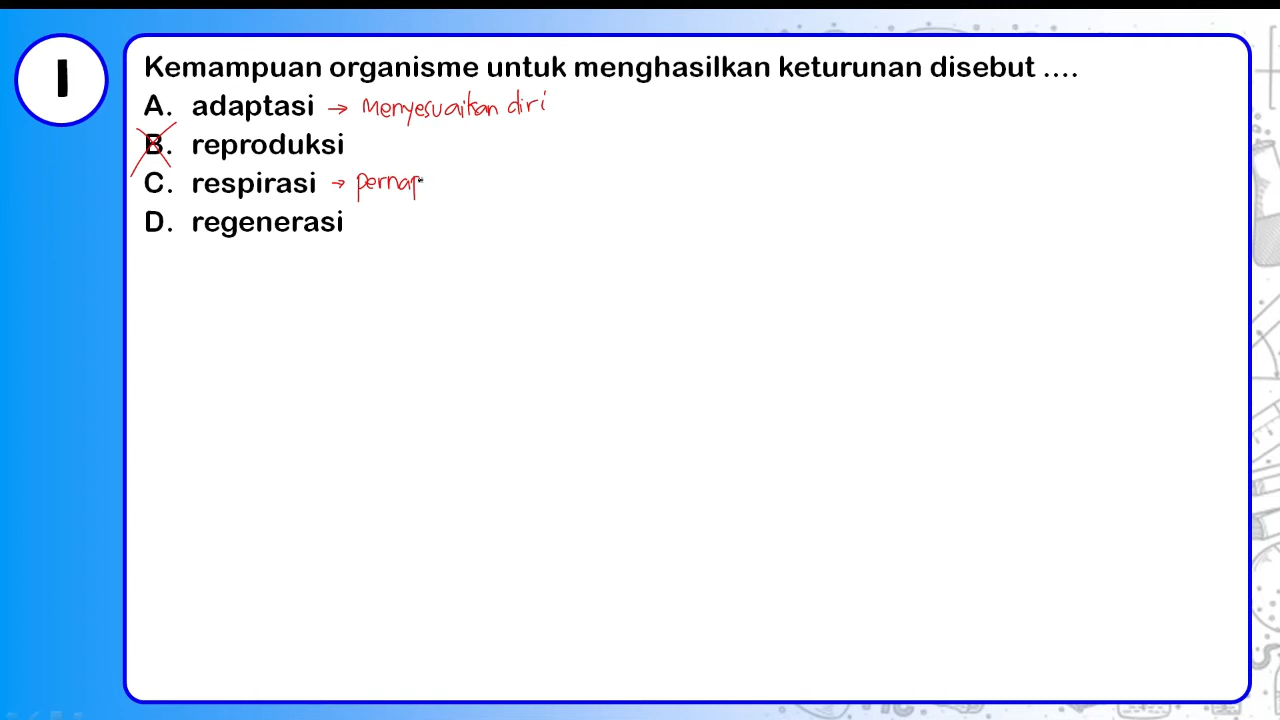 1
Kemampuan organisme untuk menghasilkan keturunan disebut ....
A. adaptasi → Menyesuaikan diri
B. reproduksi
C. respirasi → pernap
D. regenerasi